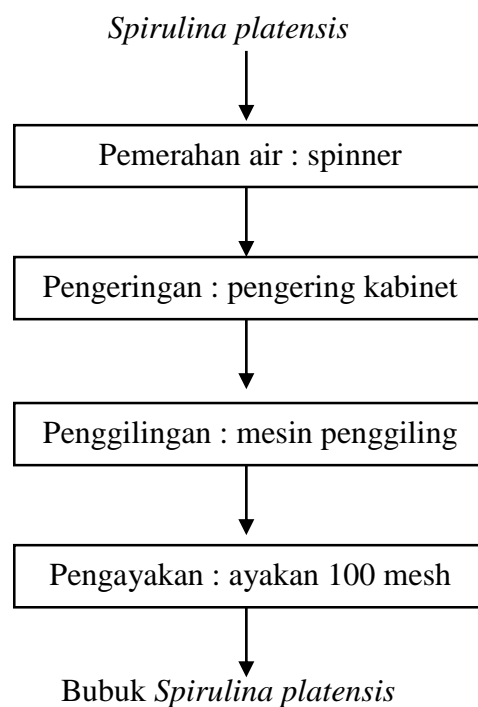 Spirulina platensis
Pemerahan air : spinner
Pengeringan : pengering kabinet
Penggilingan : mesin penggiling
Pengayakan : ayakan 100 mesh
Bubuk Spirulina platensis